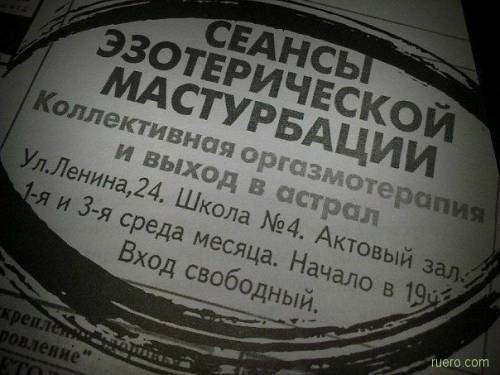 СЕАНСЫ
ЭЗОТЕРИЧЕСКОЙ
МАСТУРБАЦИИ
Коллективная оргазмотерапия
и выход в астрал
Ул.Ленина,24. Школа №4. Актовый зал.
1-я и 3-я среда месяца. Начало в 19ч.
Вход свободный.
ruero.com